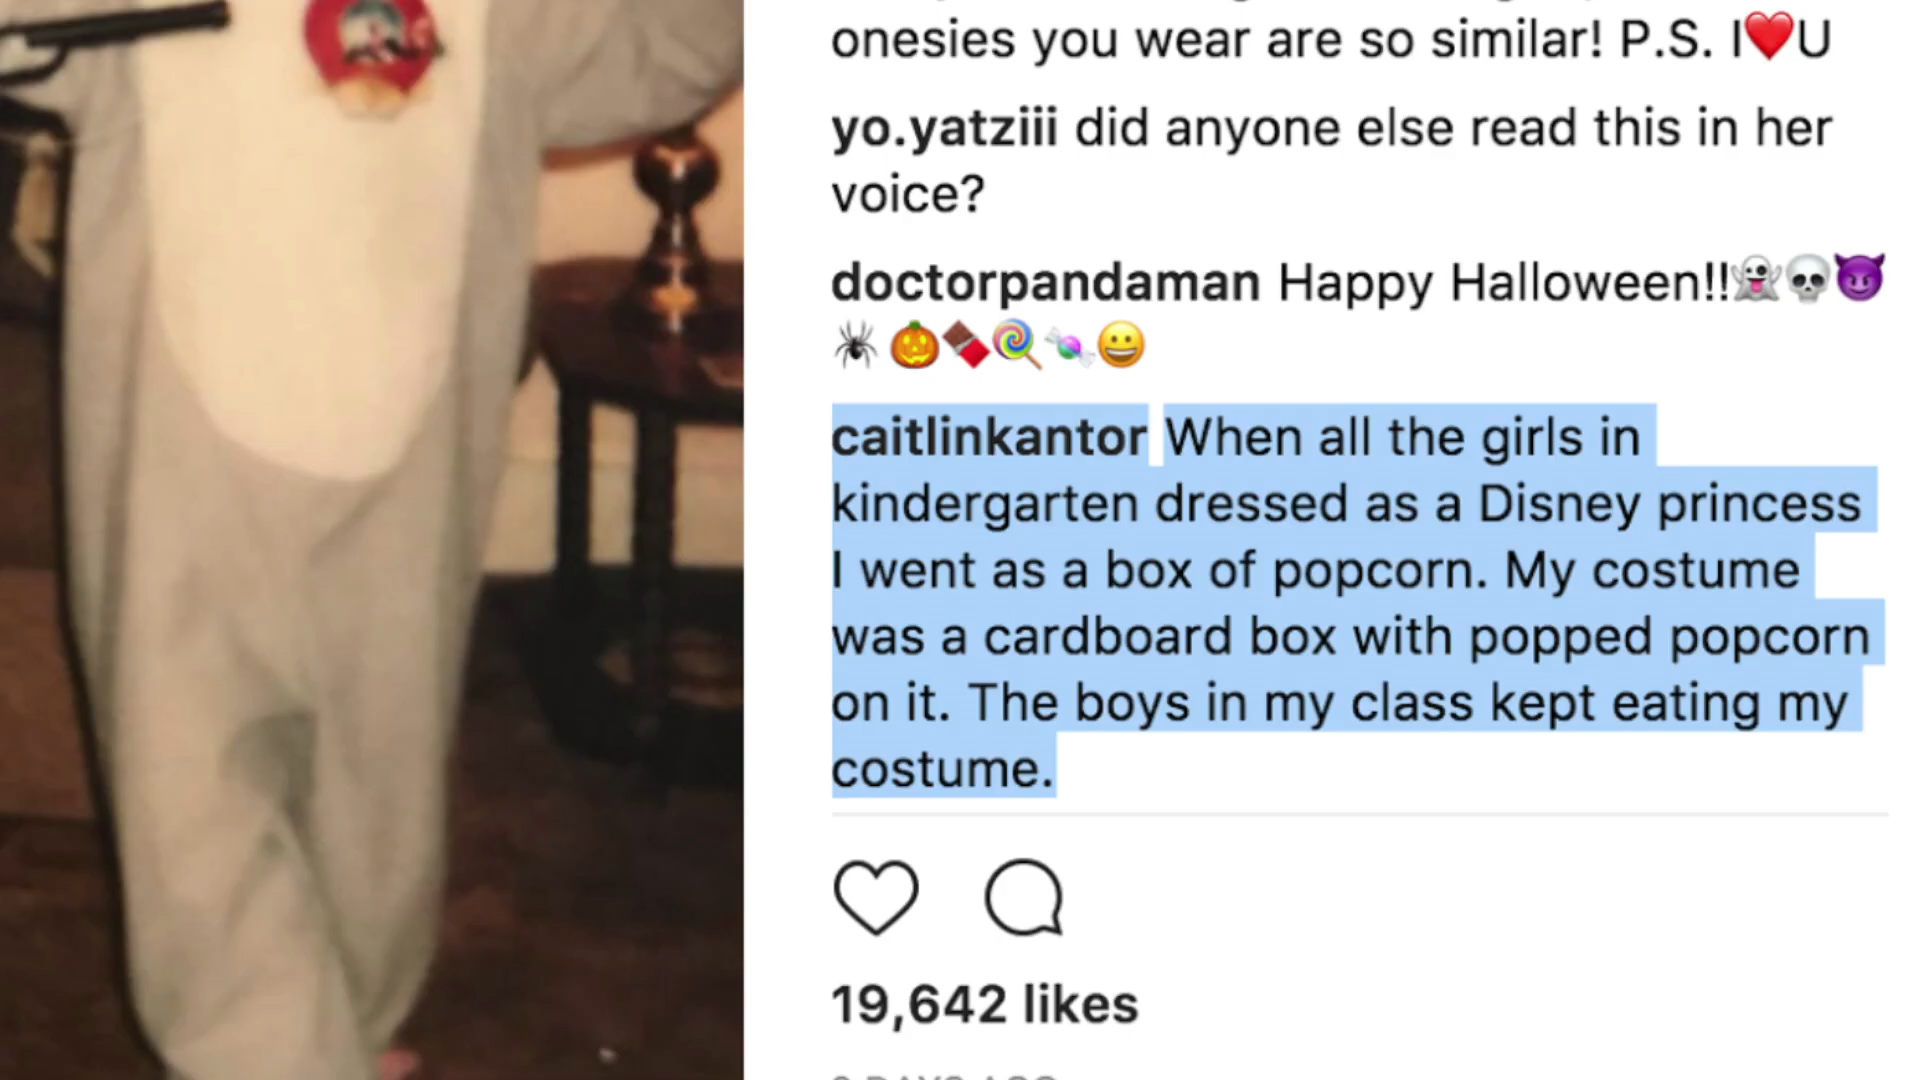 onesies you wear are so similar! P.S. I❤️U
yo.yatziii did anyone else read this in her
voice?
doctorpandaman Happy Halloween!!👻💀😈
🕷🎃🍫🍭🍬😀
caitlinkantor When all the girls in
kindergarten dressed as a Disney princess
I went as a box of popcorn. My costume
was a cardboard box with popped popcorn
on it. The boys in my class kept eating my
costume.
19,642 likes
DAYS AGO